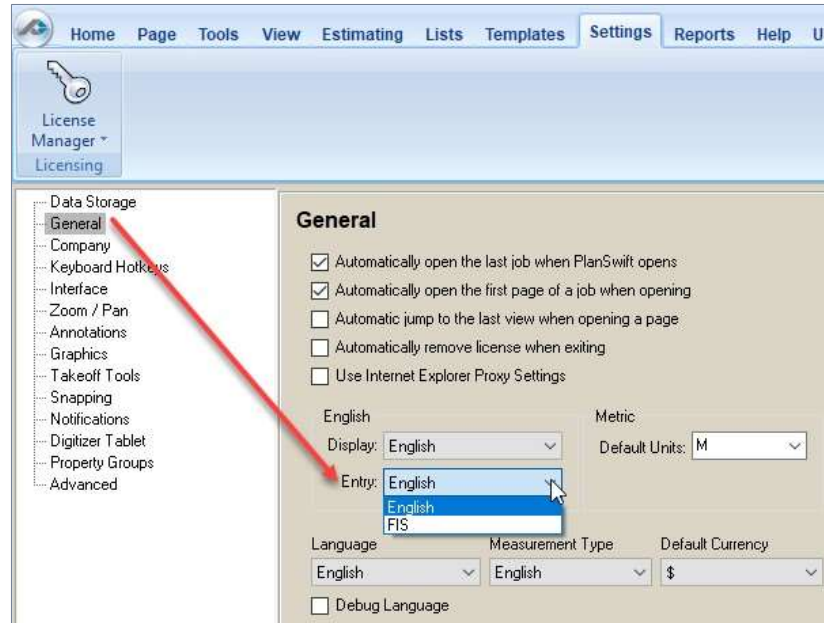 Home Page Tools View Estimating Lists Templates Settings Reports Help U
License
Manager
Licensing
Data Storage
General
Company
Keyboard Hotkeys
Interface
Zoom / Pan
Annotations
Graphics
Takeoff Tools
Snapping
Notifications
Digitizer Tablet
Property Groups
Advanced
General
Automatically open the last job when PlanSwift opens
Automatically open the first page of a job when opening
Automatic jump to the last view when opening a page
Automatically remove license when exiting
Use Internet Explorer Proxy Settings
English Metric
Display: English Default Units: M
Entry: English
English
FIS
Language Measurement Type Default Currency
English English $
Debug Language